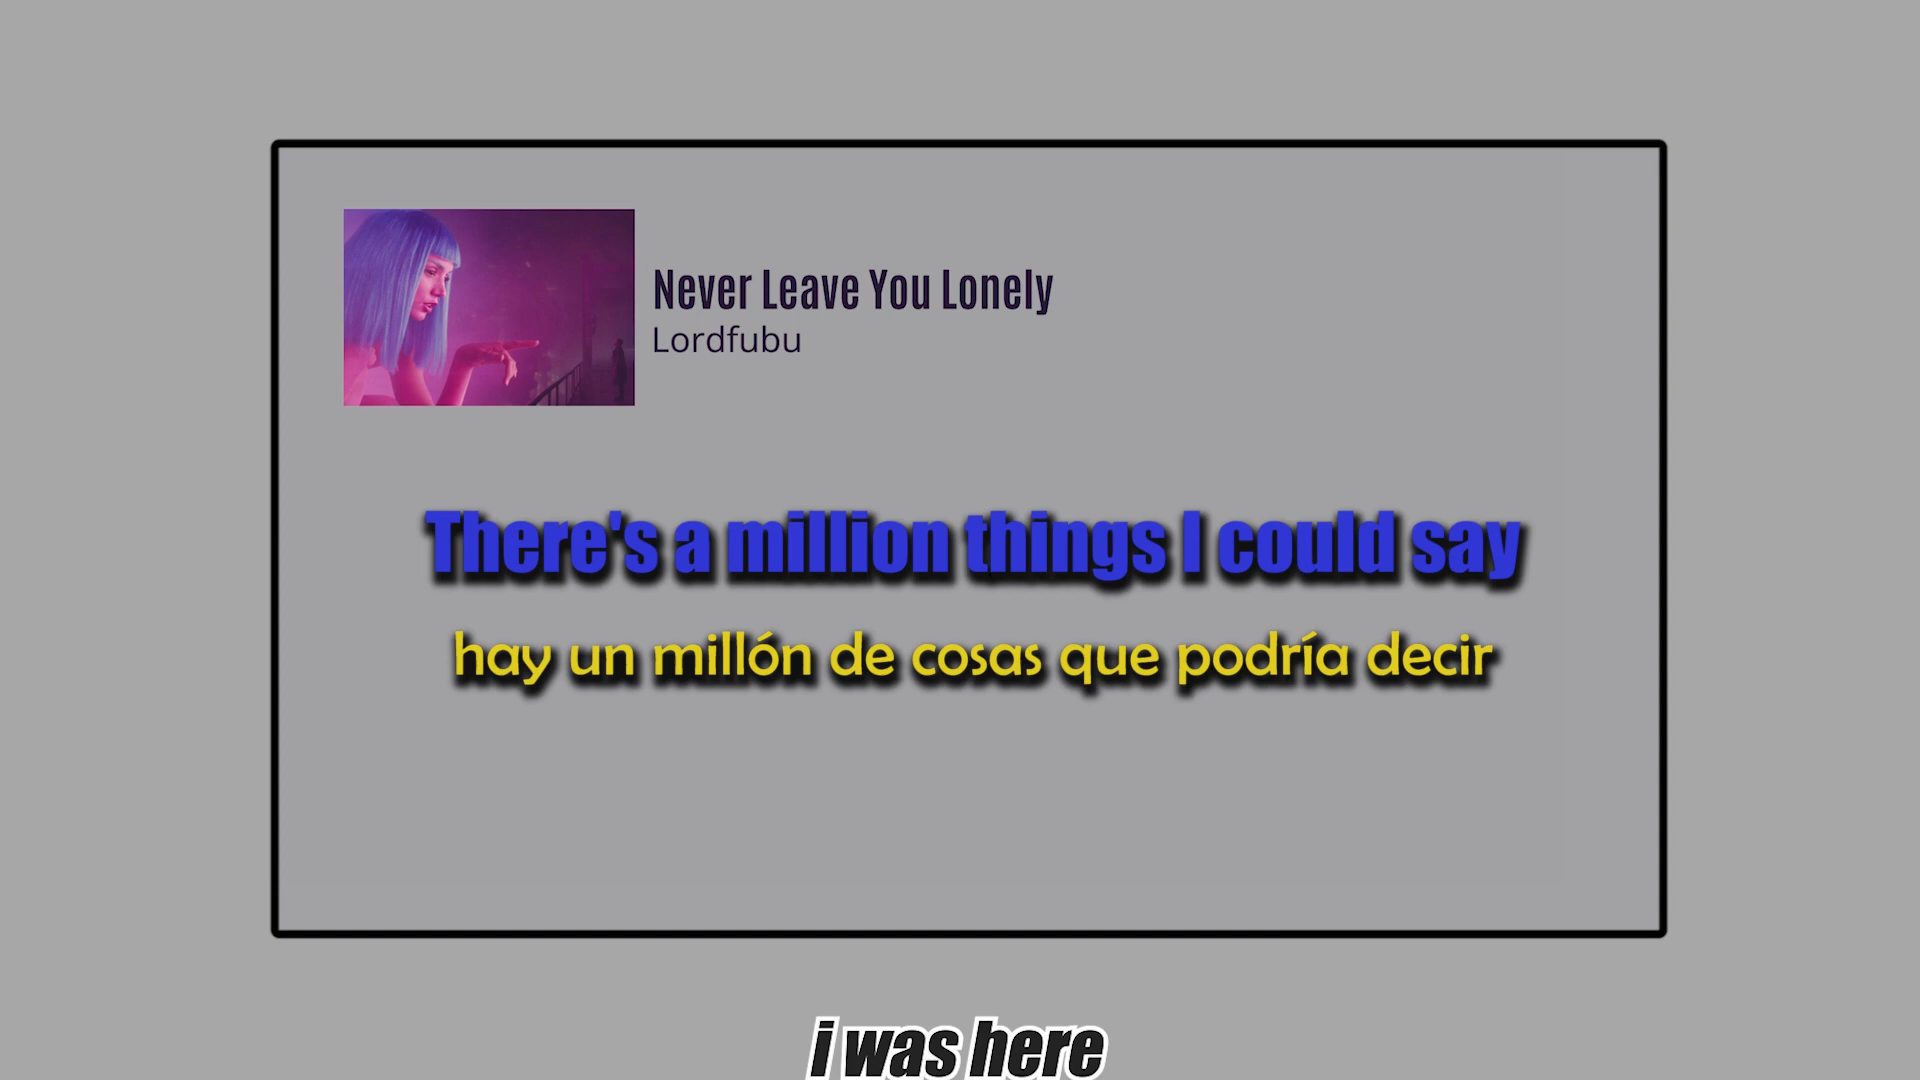 Never Leave You Lonely
Lordfubu
There's a million things I could say
hay un millón de cosas que podría decir
i was here